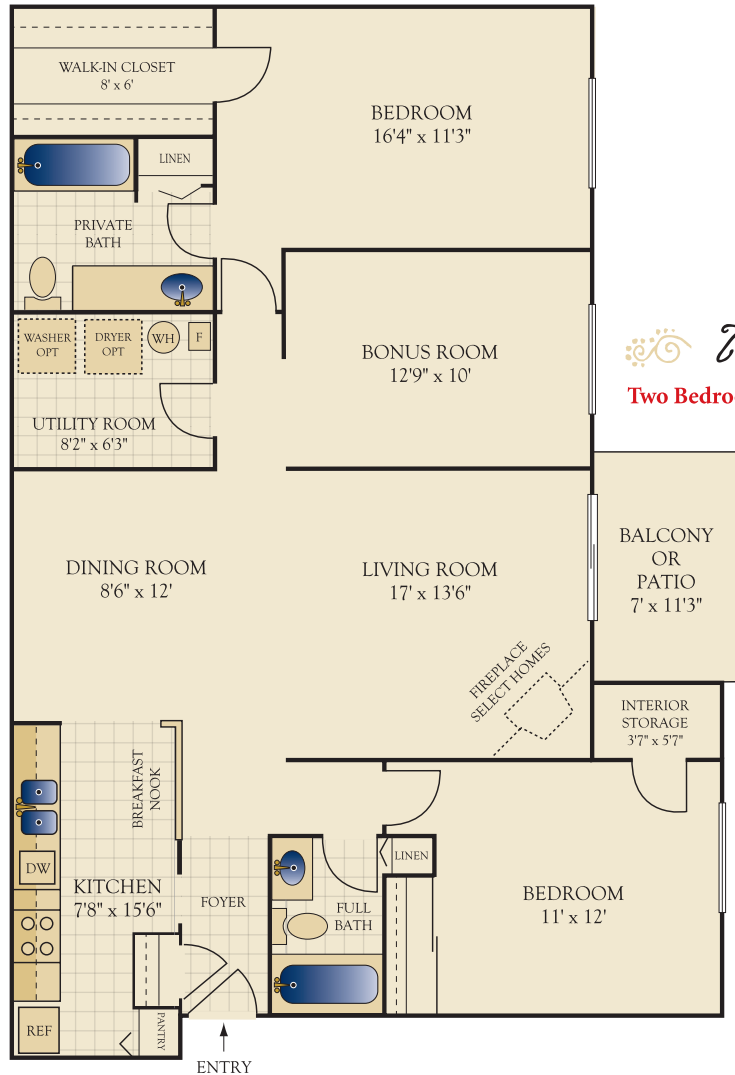 WALK-IN CLOSET
8' x 6'
BEDROOM
16'4" x 11'3"
LINEN
PRIVATE
BATH
WASHER
OPT
DRYER
OPT
WH
F
BONUS ROOM
12'9" x 10'
UTILITY ROOM
8'2" x 6'3"
DINING ROOM
8'6" x 12'
LIVING ROOM
17' x 13'6"
BALCONY
OR
PATIO
7' x 11'3"
FIREPLACE
SELECT HOMES
INTERIOR
STORAGE
3'7" x 5'7"
BREAKFAST
NOOK
DW
KITCHEN
7'8" x 15'6"
FOYER
LINEN
FULL
BATH
BEDROOM
11' x 12'
REF
PANTRY
ENTRY
Two